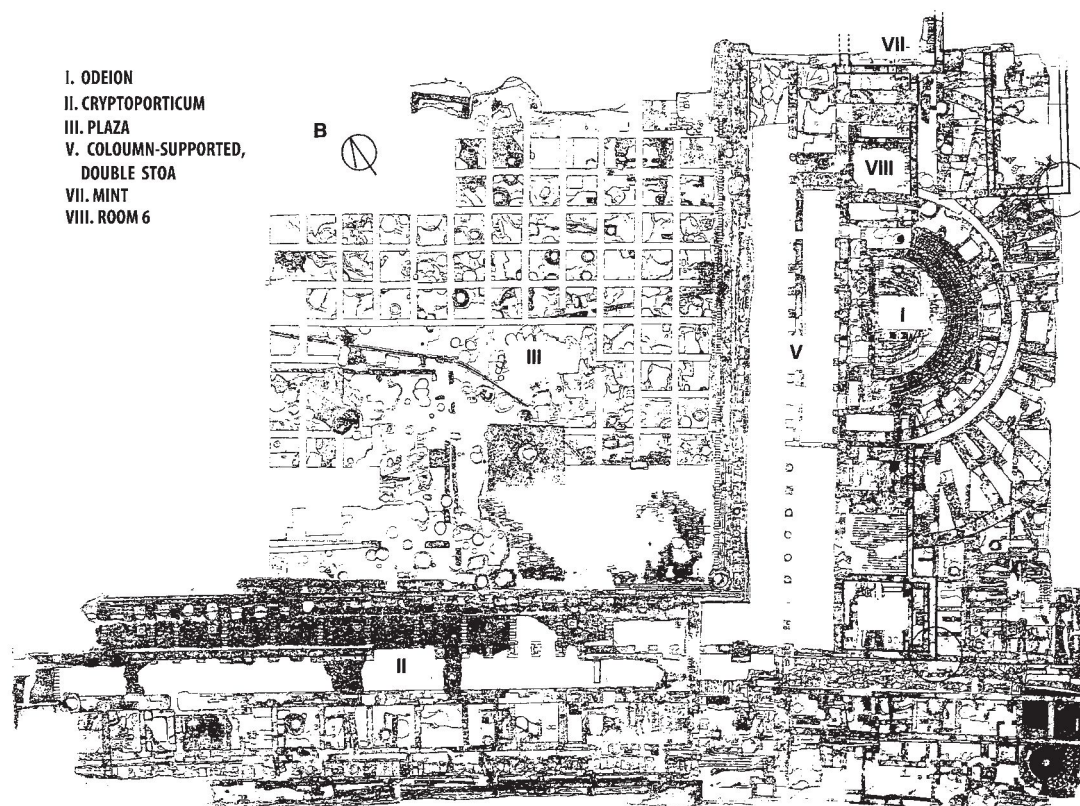 I. ODEION
II. CRYPTOPORTICUM
III. PLAZA
V. COLOUMN-SUPPORTED,
DOUBLE STOA
VII. MINT
VIII. ROOM 6
B
VII
VIII
I
III
V
II